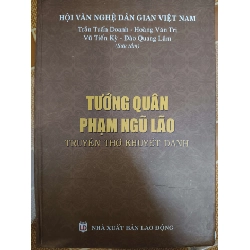 HỘI VĂN NGHỆ DÂN GIAN VIỆT NAM
Trần Tuấn Doanh - Hoàng Văn Trị
Vũ Tiến Kỳ - Đào Quang Lâm
(Sưu tầm)
TƯỚNG QUÂN
PHẠM NGŨ LÃO
TRUYỆN THƠ KHUYẾT DANH
NHÀ XUẤT BẢN LAO ĐỘNG